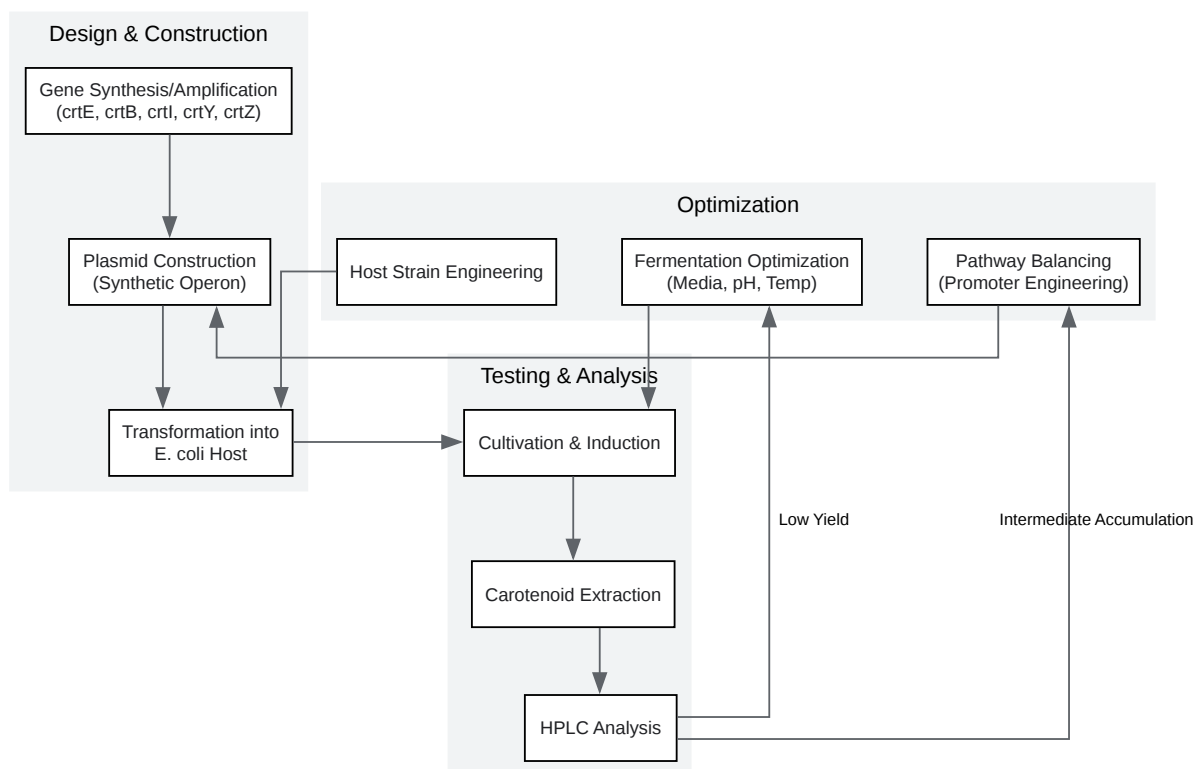 Design & Construction
Gene Synthesis/Amplification
(crtE, crtB, crtI, crtY, crtZ)
Optimization
Plasmid Construction
(Synthetic Operon)
Host Strain Engineering
Fermentation Optimization
(Media, pH, Temp)
Pathway Balancing
(Promoter Engineering)
Testing & Analysis
Transformation into
E. coli Host
Cultivation & Induction
Low Yield
Intermediate Accumulation
Carotenoid Extraction
HPLC Analysis